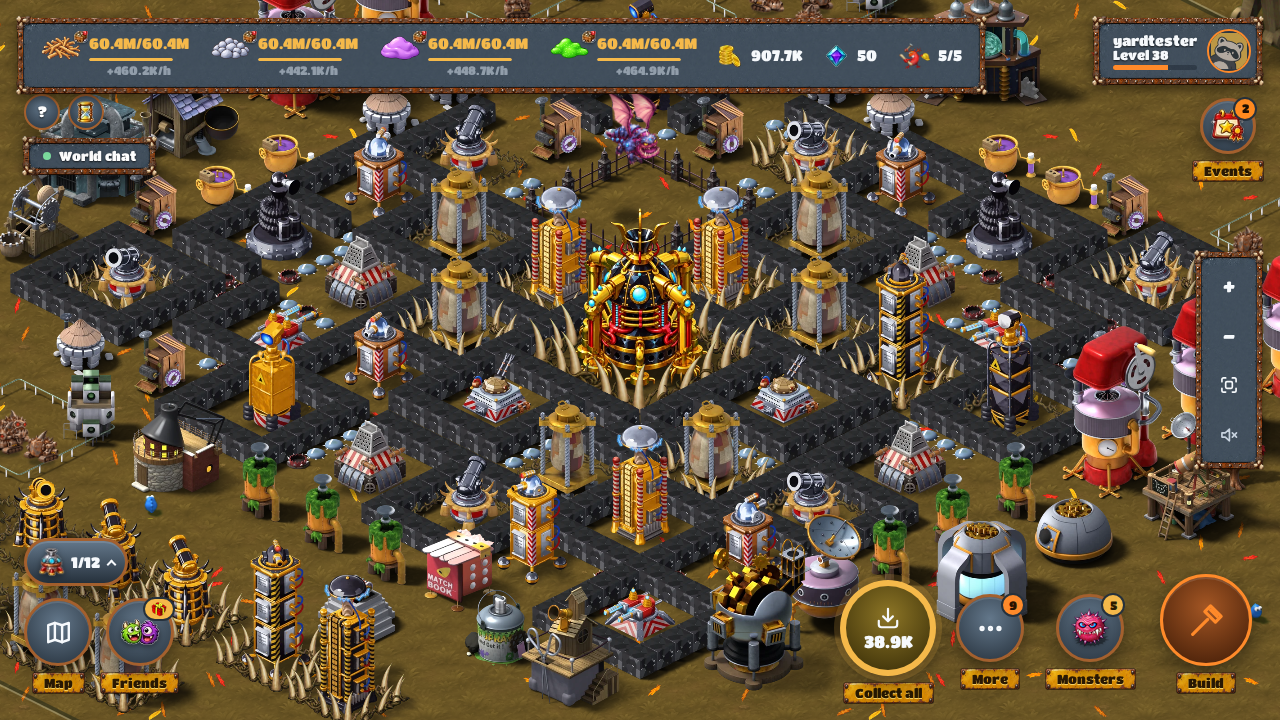 60.4M/60.4M
+460.2K/h
60.4M/60.4M
+442.1K/h
60.4M/60.4M
+448.7K/h
60.4M/60.4M
+464.9K/h
907.7K
50
5/5
yardtester
Level 38
?
World chat
2
Events
+
-
MATCH
BOOK
1/12
Map
Friends
38.9K
Collect all
9
More
5
Monsters
Build